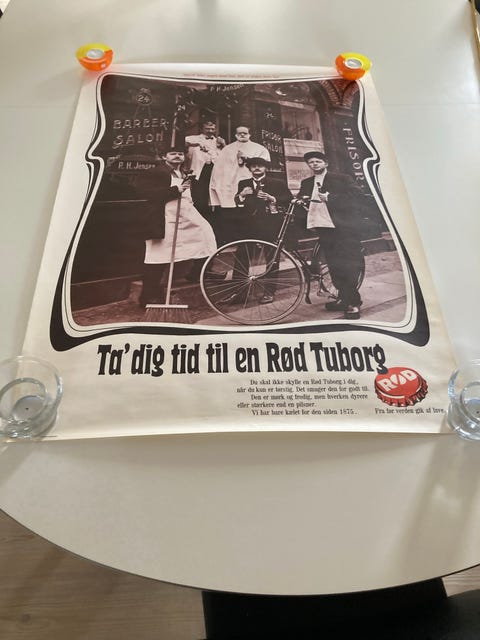 24
P. H. Jensen
BARBER
SALON
P. H. Jensen
FRISØR
SALON
FRISØR
Ta' dig tid til en Rød Tuborg
RØD
Du skal ikke skylle en Rød Tuborg i dig,
når du er tørstig. Det smager den for godt til.
Den er mørk og fyldig, men hverken dyrere
eller stærkere end en pilsner.
Vi har bare kælet for den siden 1875.
Fra før verden gik af lave.